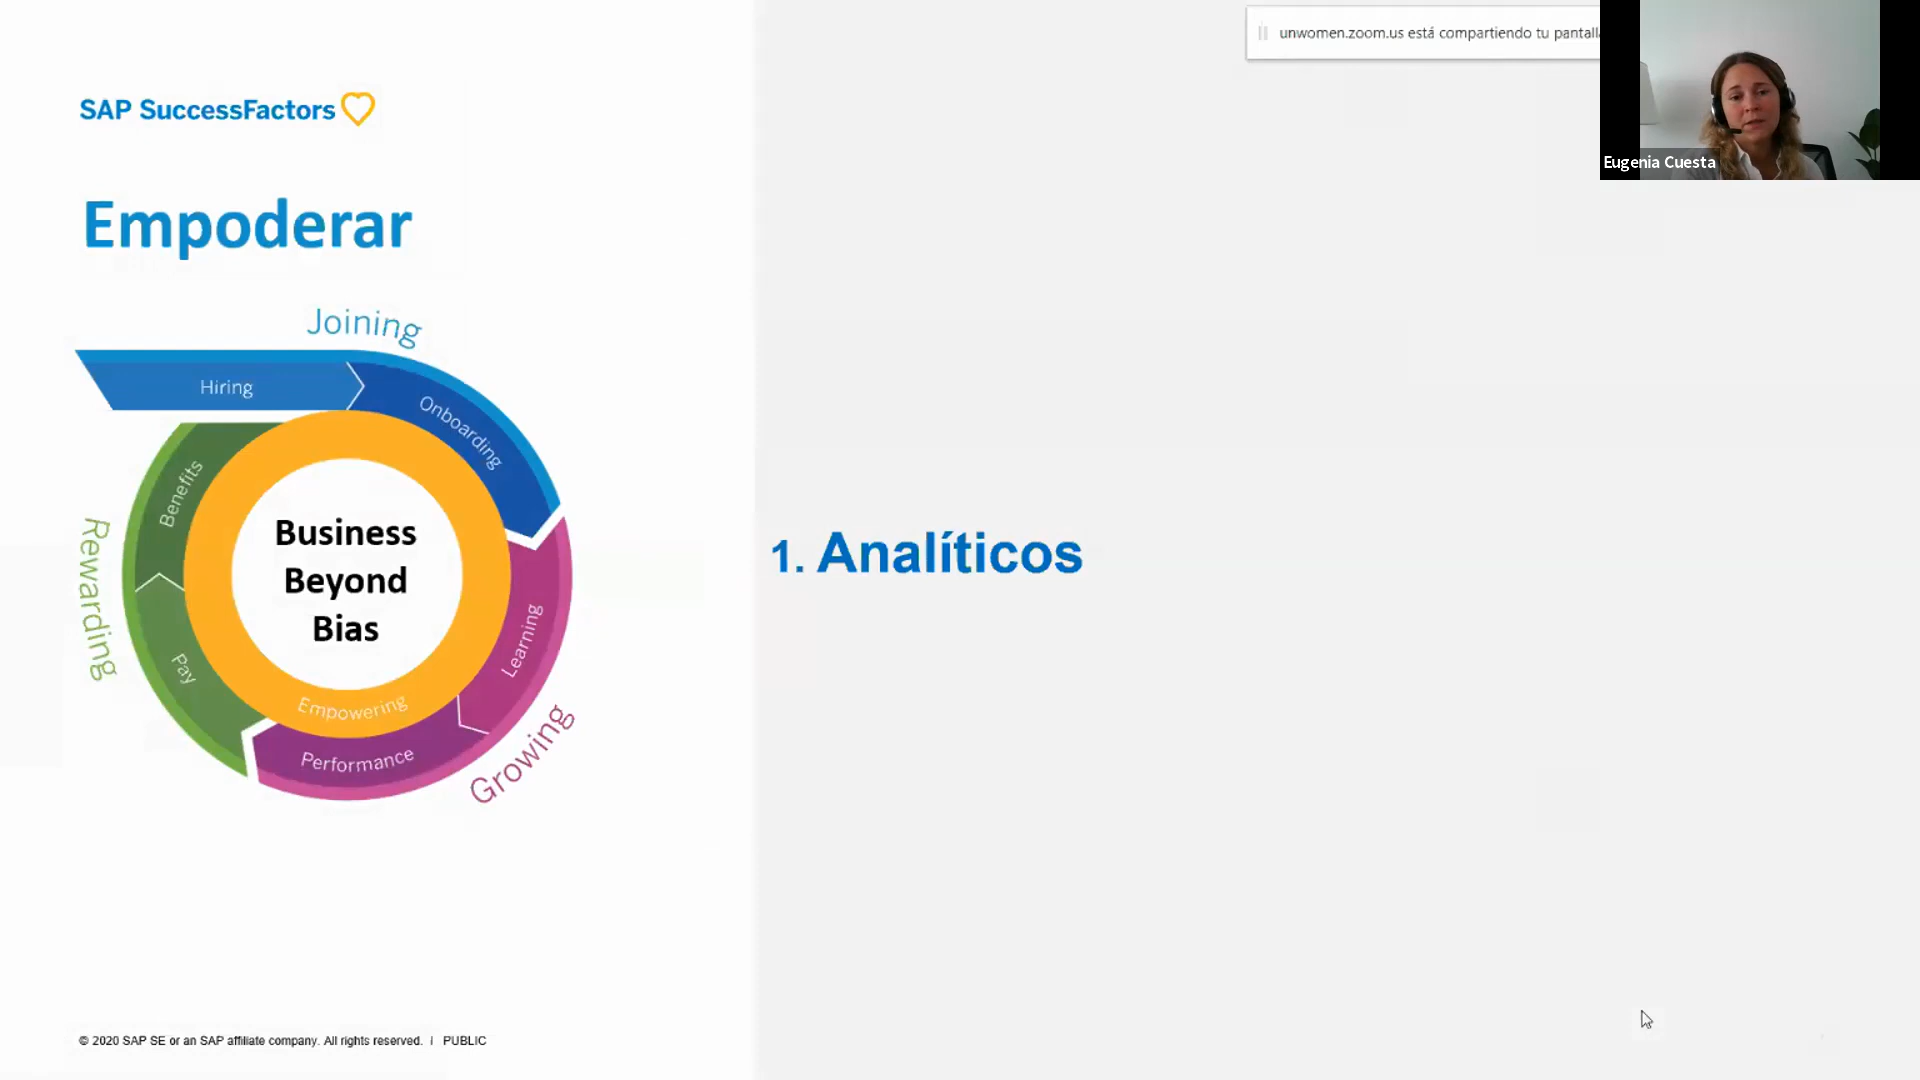 unwomen.zoom.us está compartiendo tu pantall
Eugenia Cuesta
SAP SuccessFactors
Empoderar
Joining
Hiring
Onboarding
Benefits
Rewarding
Business
Beyond
Bias
Learning
Pay
Empowering
Performance
Growing
1. Analíticos
© 2020 SAP SE or an SAP affiliate company. All rights reserved. I PUBLIC